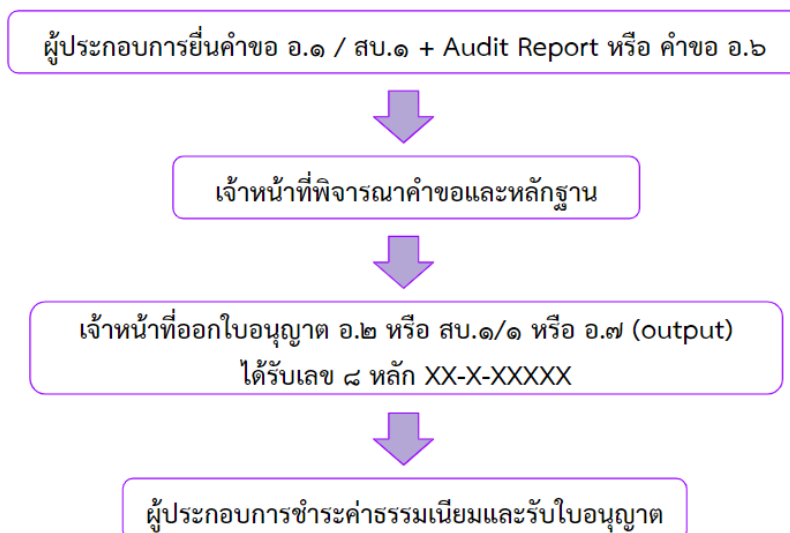 ผู้ประกอบการยื่นคำขอ อ.๑ / สบ.๑ + Audit Report หรือ คำขอ อ.๖
เจ้าหน้าที่พิจารณาคำขอและหลักฐาน
เจ้าหน้าที่ออกใบอนุญาต อ.๒ หรือ สบ.๑/๑ หรือ อ.๗ (output)
ได้รับเลข ๘ หลัก XX-X-XXXXX
ผู้ประกอบการชำระค่าธรรมเนียมและรับใบอนุญาต